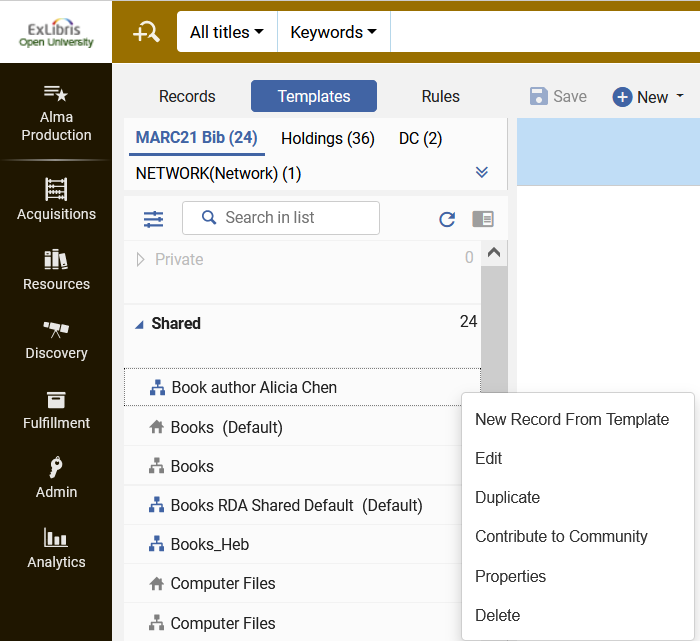 ExLibris
Open University
All titles
Keywords
Alma
Production
Acquisitions
Resources
Discovery
Fulfillment
Admin
Analytics
Records
Templates
Rules
Save
New
MARC21 Bib (24)
Holdings (36)
DC (2)
NETWORK(Network) (1)
Search in list
Private 0
Shared 24
Book author Alicia Chen
Books (Default)
Books
Books RDA Shared Default (Default)
Books_Heb
Computer Files
Computer Files
New Record From Template
Edit
Duplicate
Contribute to Community
Properties
Delete